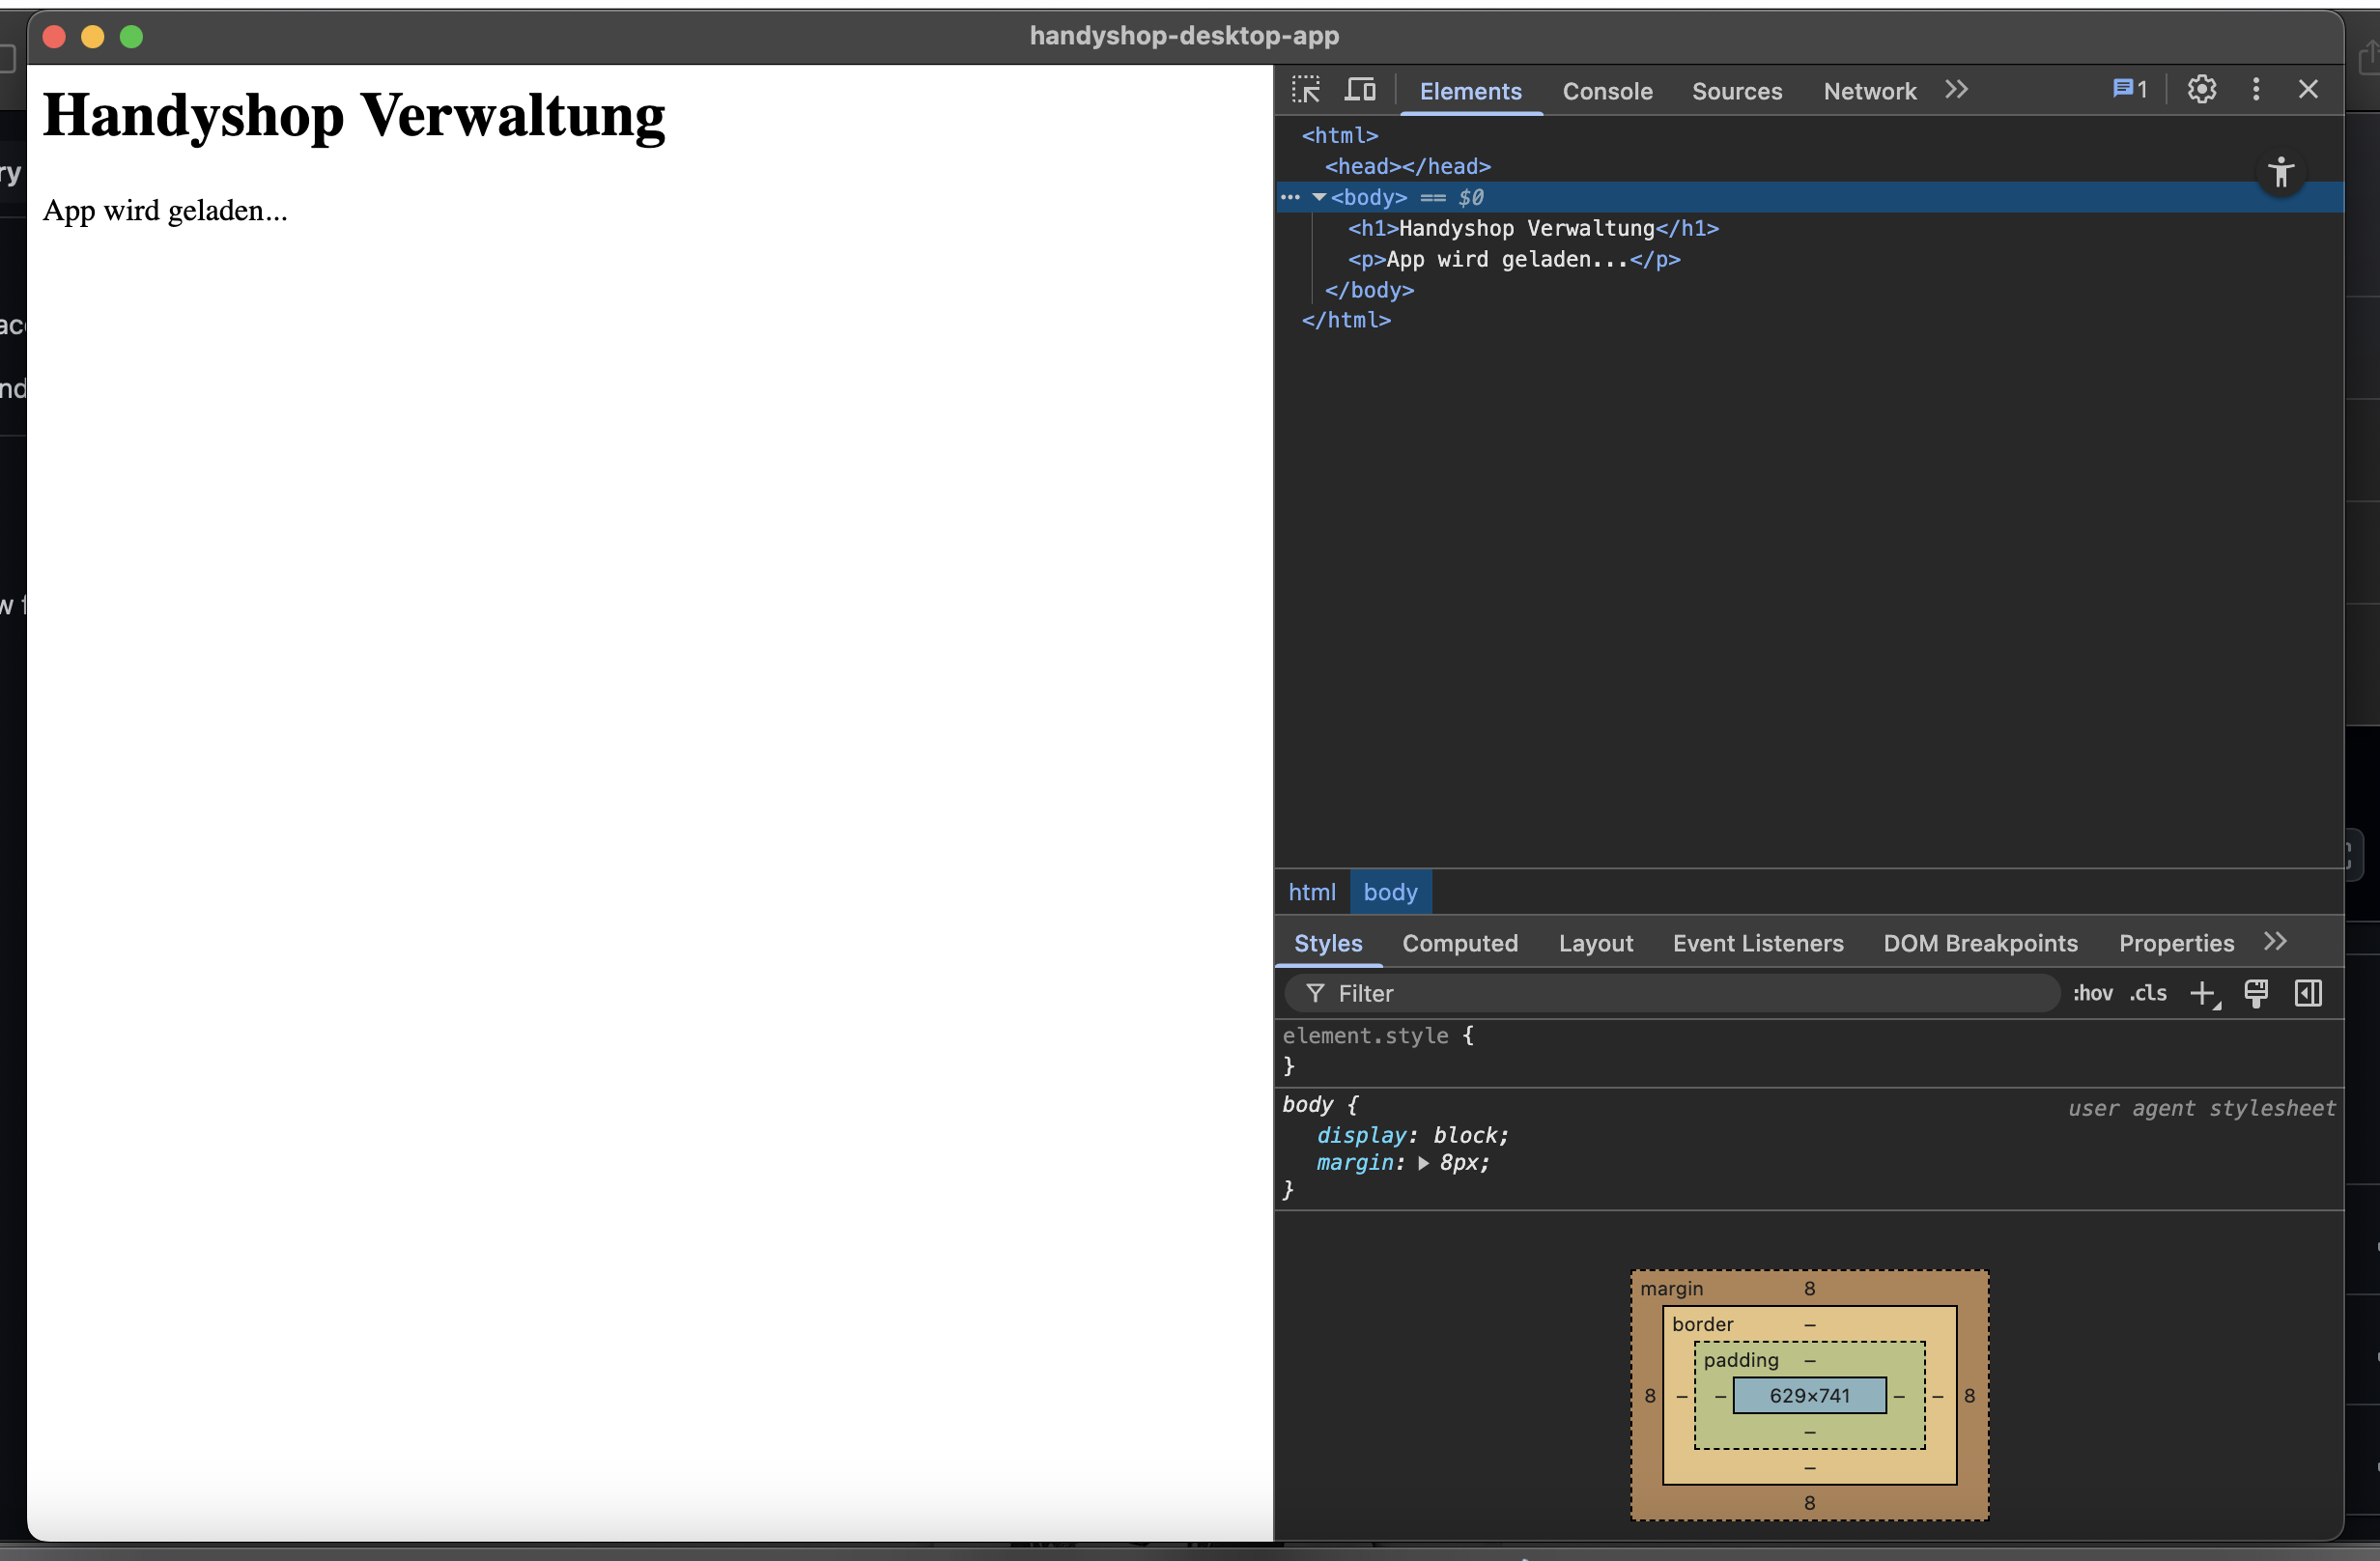 handyshop-desktop-app
Handyshop Verwaltung
App wird geladen...
Elements Console Sources Network 1
<html>
<head></head>
<body> == $0
<h1>Handyshop Verwaltung</h1>
<p>App wird geladen...</p>
</body>
</html>
html body
Styles Computed Layout Event Listeners DOM Breakpoints Properties
Filter :hov .cls
element.style {
}
body { user agent stylesheet
display: block;
margin: 8px;
}
margin 8
border –
padding –
8 – – 629×741 – – 8
–
–
8